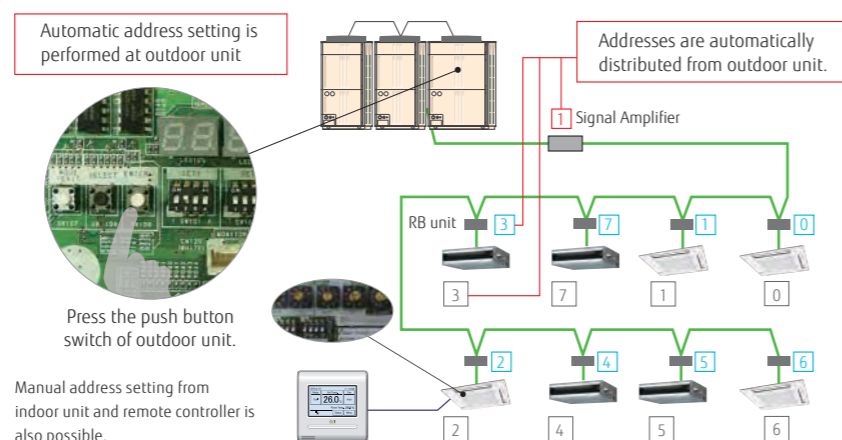 Automatic address setting is
performed at outdoor unit
Addresses are automatically
distributed from outdoor unit.
1 Signal Amplifier
SELECT ENTER
RB unit 3 7 1 0
3 7 1 0
Press the push button
switch of outdoor unit.
2 4 5 6
Manual address setting from
indoor unit and remote controller is
also possible.
26.0
2 4 5 6